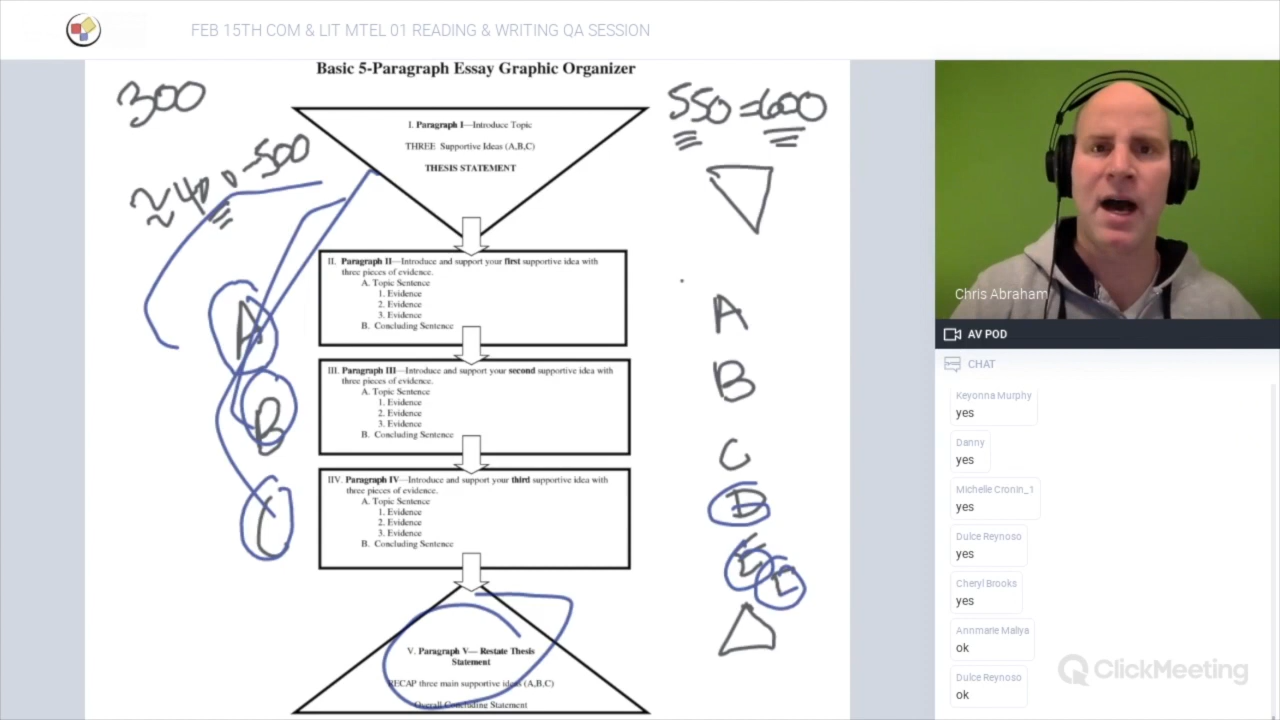 FEB 15TH COM & LIT MTEL 01 READING & WRITING QA SESSION
Basic 5-Paragraph Essay Graphic Organizer
300
≈400-500
550=600
I. Paragraph I—Introduce Topic
THREE Supportive Ideas (A,B,C)
THESIS STATEMENT
II. Paragraph II—Introduce and support your first supportive idea with
three pieces of evidence.
A. Topic Sentence
1. Evidence
2. Evidence
3. Evidence
B. Concluding Sentence
III. Paragraph III—Introduce and support your second supportive idea with
three pieces of evidence.
A. Topic Sentence
1. Evidence
2. Evidence
3. Evidence
B. Concluding Sentence
IIV. Paragraph IV—Introduce and support your third supportive idea with
three pieces of evidence.
A. Topic Sentence
1. Evidence
2. Evidence
3. Evidence
B. Concluding Sentence
V. Paragraph V— Restate Thesis
Statement
RECAP three main supportive ideas (A,B,C)
Overall Concluding Statement
A
B
C
A
B
C
D
E
Chris Abraham
AV POD
CHAT
Keyonna Murphy
yes
Danny
yes
Michelle Cronin_1
yes
Dulce Reynoso
yes
Cheryl Brooks
yes
Annmarie Maliya
ok
Dulce Reynoso
ok
ClickMeeting